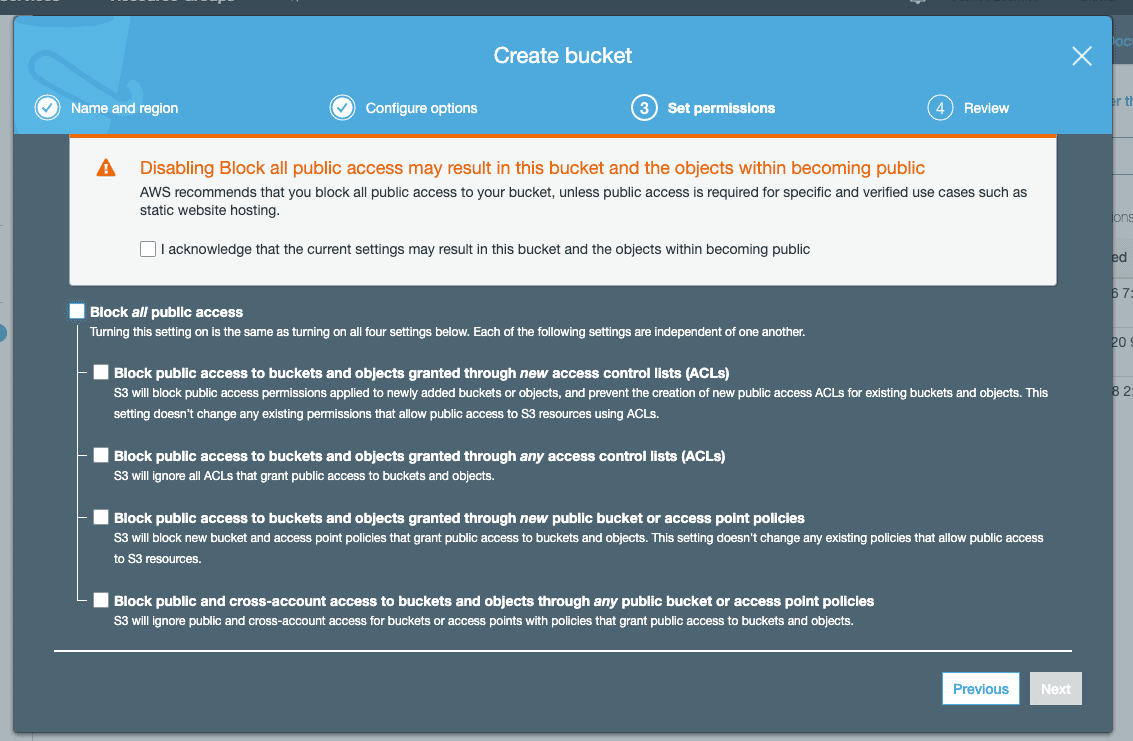 Create bucket
Name and region
Configure options
3 Set permissions
4 Review
Disabling Block all public access may result in this bucket and the objects within becoming public
AWS recommends that you block all public access to your bucket, unless public access is required for specific and verified use cases such as
static website hosting.
I acknowledge that the current settings may result in this bucket and the objects within becoming public
Block all public access
Turning this setting on is the same as turning on all four settings below. Each of the following settings are independent of one another.
Block public access to buckets and objects granted through new access control lists (ACLs)
S3 will block public access permissions applied to newly added buckets or objects, and prevent the creation of new public access ACLs for existing buckets and objects. This
setting doesn't change any existing permissions that allow public access to S3 resources using ACLs.
Block public access to buckets and objects granted through any access control lists (ACLs)
S3 will ignore all ACLs that grant public access to buckets and objects.
Block public access to buckets and objects granted through new public bucket or access point policies
S3 will block new bucket and access point policies that grant public access to buckets and objects. This setting doesn't change any existing policies that allow public access
to S3 resources.
Block public and cross-account access to buckets and objects through any public bucket or access point policies
S3 will ignore public and cross-account access for buckets or access points with policies that grant public access to buckets and objects.
Previous
Next